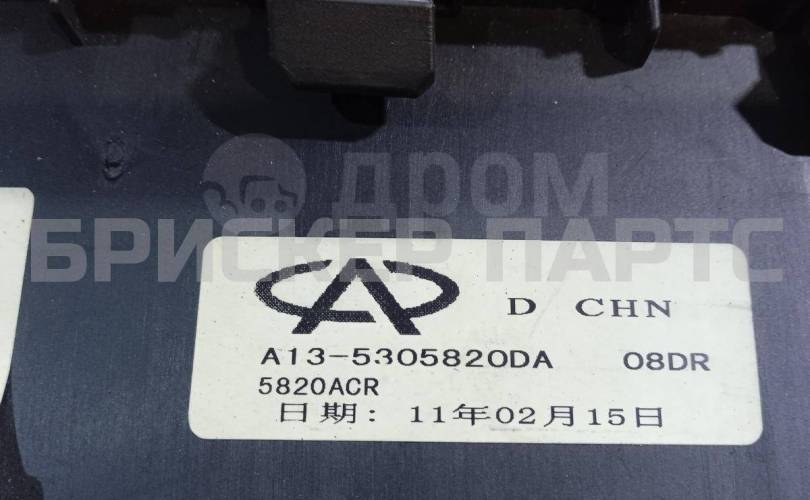 ДРОМ
БРИСКЕР ПАРТС
D CHN
A13-5305820DA 08DR
5820ACR
日期: 11年02月15日